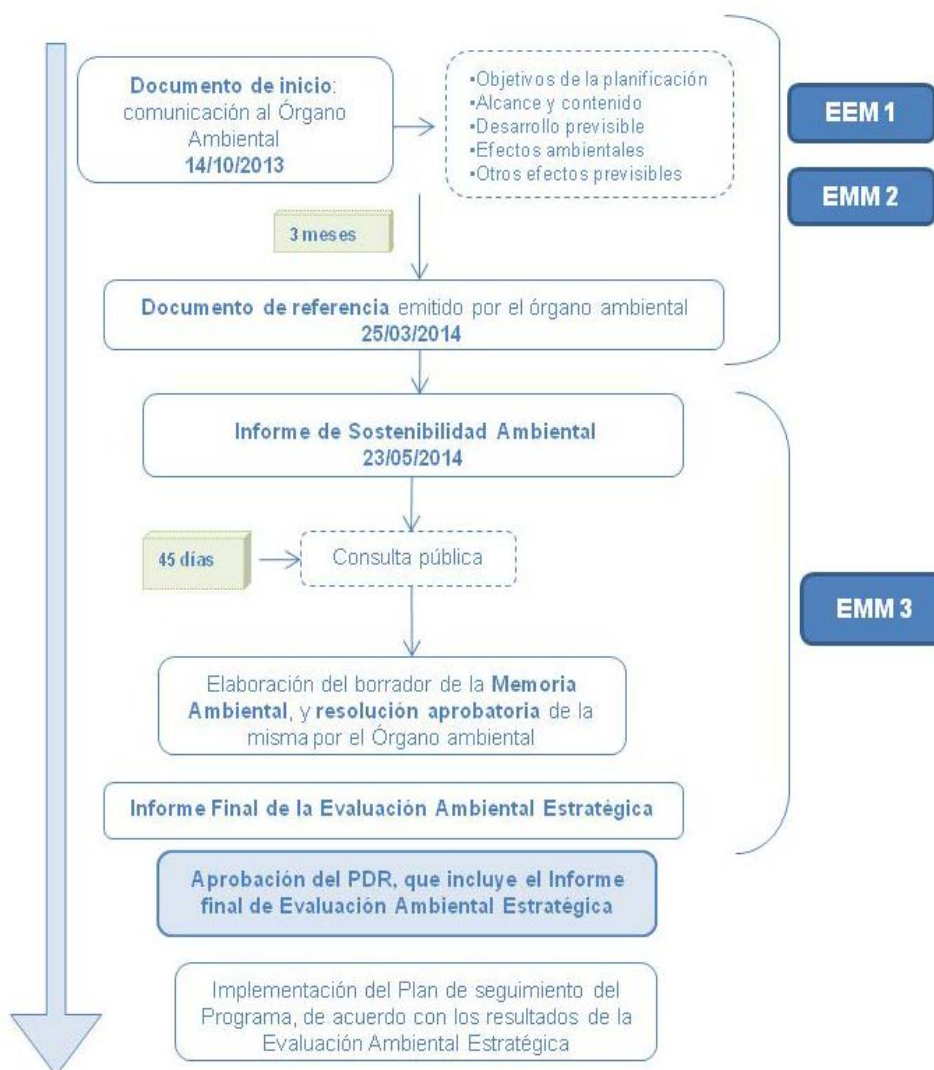 Documento de inicio:
comunicación al Órgano
Ambiental
14/10/2013
•Objetivos de la planificación
•Alcance y contenido
•Desarrollo previsible
•Efectos ambientales
•Otros efectos previsibles
EEM 1
EMM 2
3 meses
Documento de referencia emitido por el órgano ambiental
25/03/2014
Informe de Sostenibilidad Ambiental
23/05/2014
45 días
Consulta pública
EMM 3
Elaboración del borrador de la Memoria
Ambiental, y resolución aprobatoria de la
misma por el Órgano ambiental
Informe Final de la Evaluación Ambiental Estratégica
Aprobación del PDR, que incluye el Informe
final de Evaluación Ambiental Estratégica
Implementación del Plan de seguimiento del
Programa, de acuerdo con los resultados de la
Evaluación Ambiental Estratégica